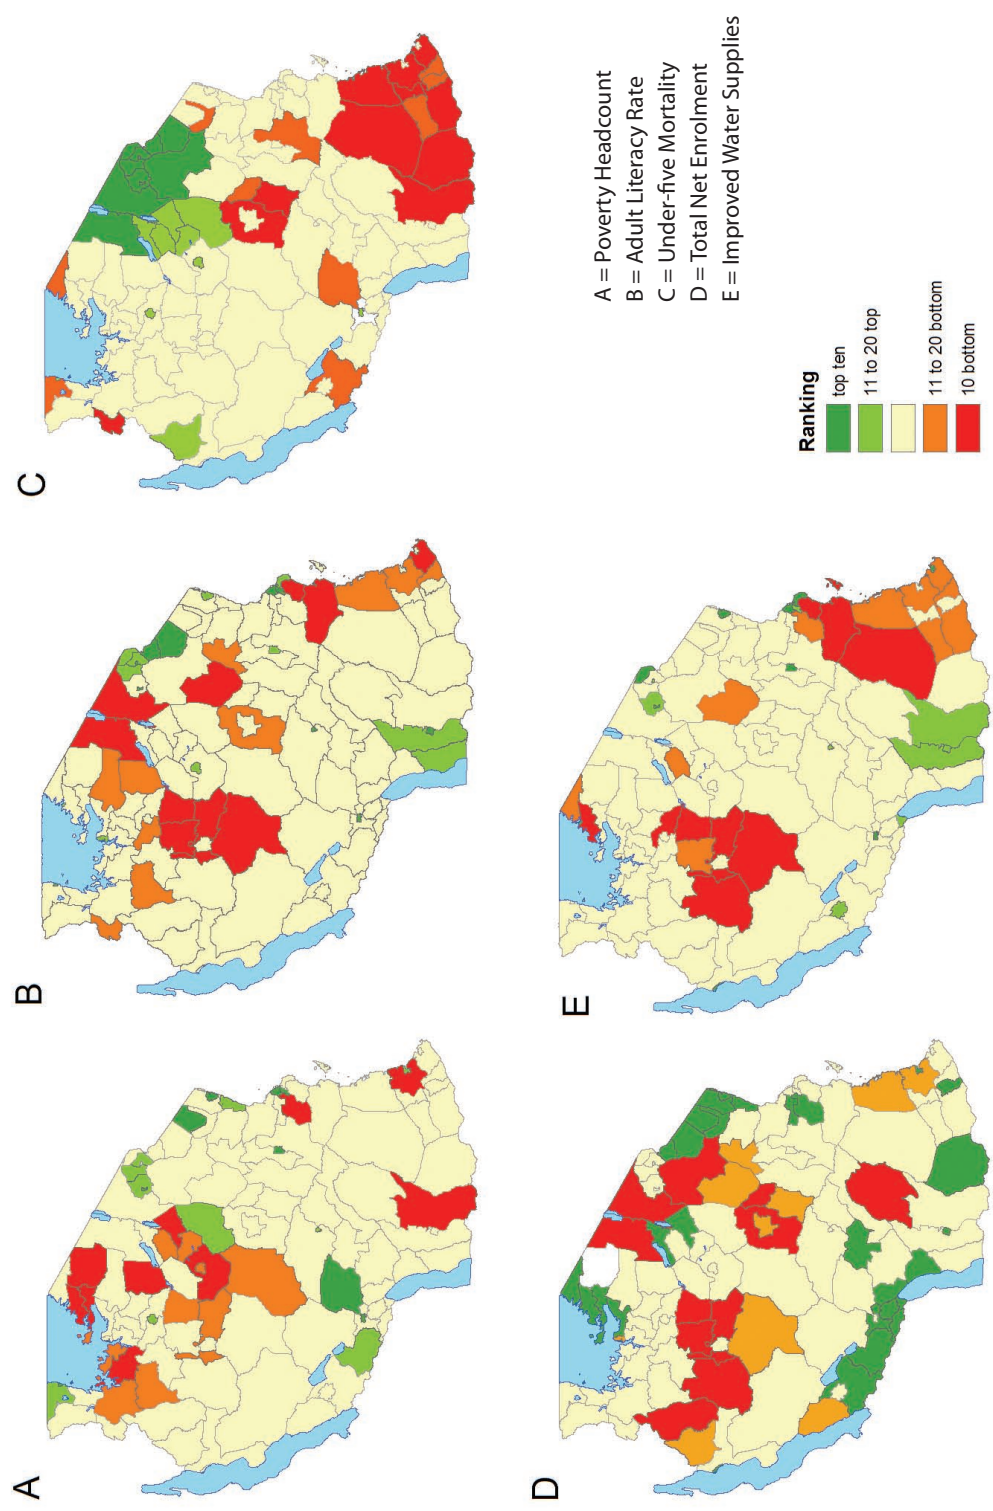 A
B
C
D
E
A = Poverty Headcount
B = Adult Literacy Rate
C = Under-five Mortality
D = Total Net Enrolment
E = Improved Water Supplies
Ranking
top ten
11 to 20 top
11 to 20 bottom
10 bottom